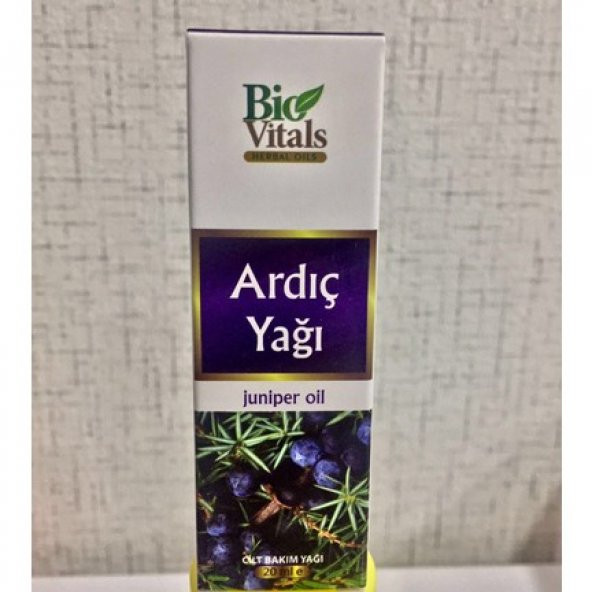 Bio
Vitals
HERBAL OILS
Ardıç
Yağı
juniper oil
CİLT BAKIM YAĞI
20 ml e